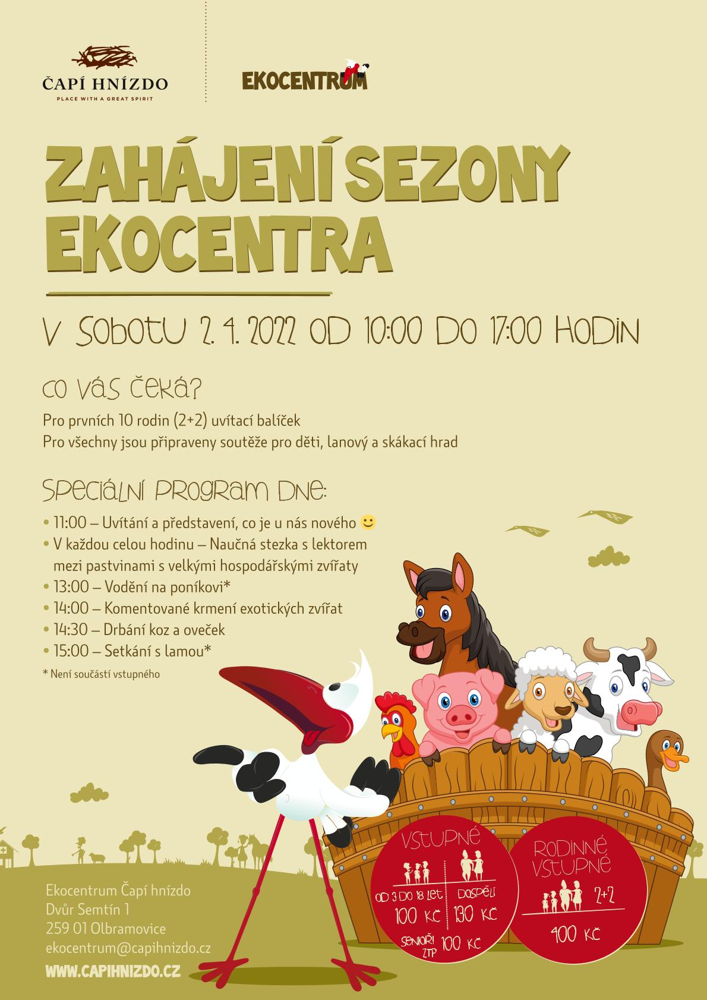 ČAPÍ HNÍZDO
PLACE WITH A GREAT SPIRIT
EKOCENTRUM
ZAHÁJENÍ SEZONY
EKOCENTRA
V SOBOTU 2. 4. 2022 OD 10:00 DO 17:00 HODIN
CO VÁS ČEKÁ?
Pro prvních 10 rodin (2+2) uvítací balíček
Pro všechny jsou připraveny soutěže pro děti, lanový a skákací hrad
SPECIÁLNÍ PROGRAM DNE:
• 11:00 – Uvítání a představení, co je u nás nového 🙂
• V každou celou hodinu – Naučná stezka s lektorem
mezi pastvinami s velkými hospodářskými zvířaty
• 13:00 – Vodění na poníkovi*
• 14:00 – Komentované krmení exotických zvířat
• 14:30 – Drbání koz a oveček
• 15:00 – Setkání s lamou*
* Není součástí vstupného
VSTUPNÉ
OD 3 DO 18 LET
100 KČ
DOSPĚLÍ
130 KČ
SENIOŘI
ZTP
100 KČ
RODINNÉ
VSTUPNÉ
2+2
400 KČ
Ekocentrum Čapí hnízdo
Dvůr Semtín 1
259 01 Olbramovice
ekocentrum@capihnizdo.cz
WWW.CAPIHNIZDO.CZ